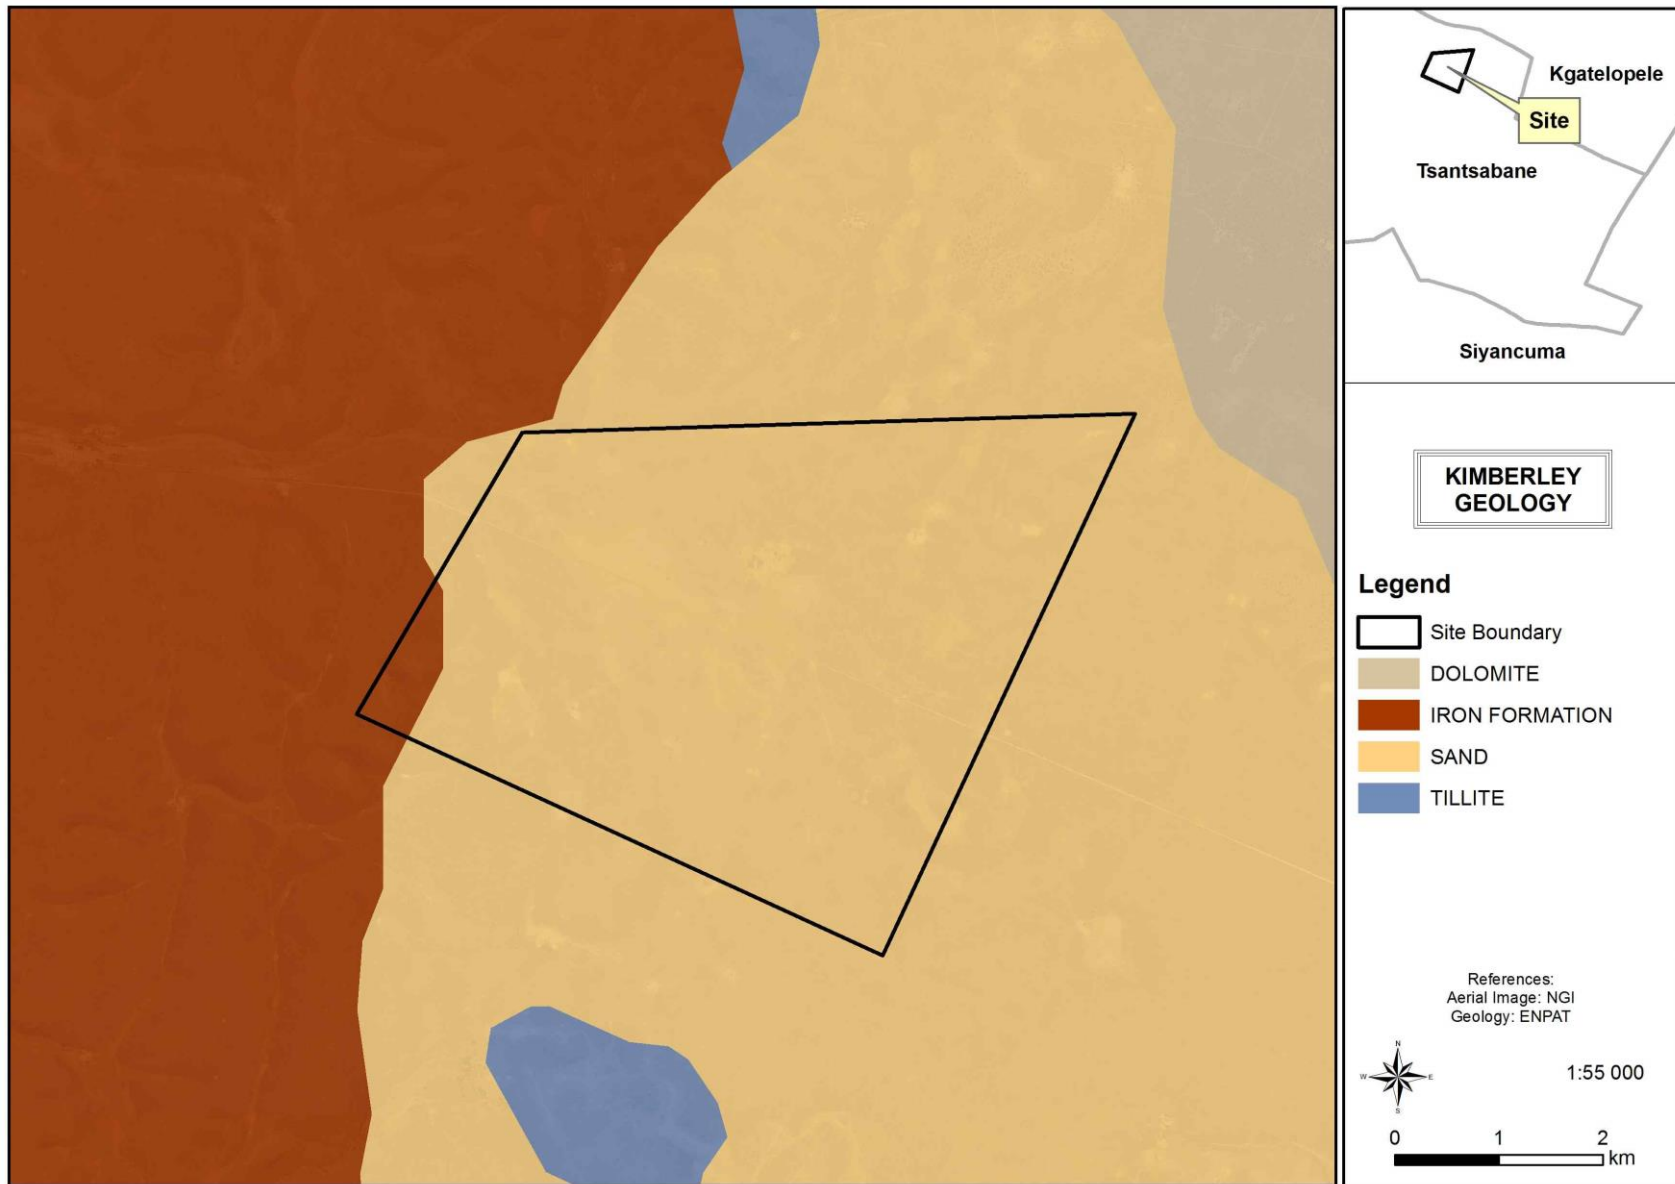 Kgatelopele
Site
Tsantsabane
Siyancuma
KIMBERLEY
GEOLOGY
Legend
Site Boundary
DOLOMITE
IRON FORMATION
SAND
TILLITE
References:
Aerial Image: NGI
Geology: ENPAT
N
W E
S
1:55 000
0 1 2
km